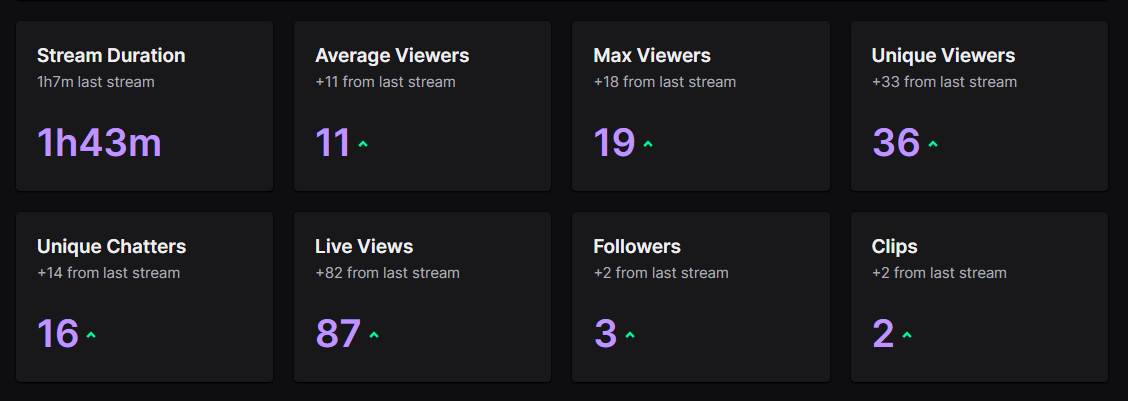 Stream Duration
1h7m last stream
1h43m
Average Viewers
+11 from last stream
11
Max Viewers
+18 from last stream
19
Unique Viewers
+33 from last stream
36
Unique Chatters
+14 from last stream
16
Live Views
+82 from last stream
87
Followers
+2 from last stream
3
Clips
+2 from last stream
2